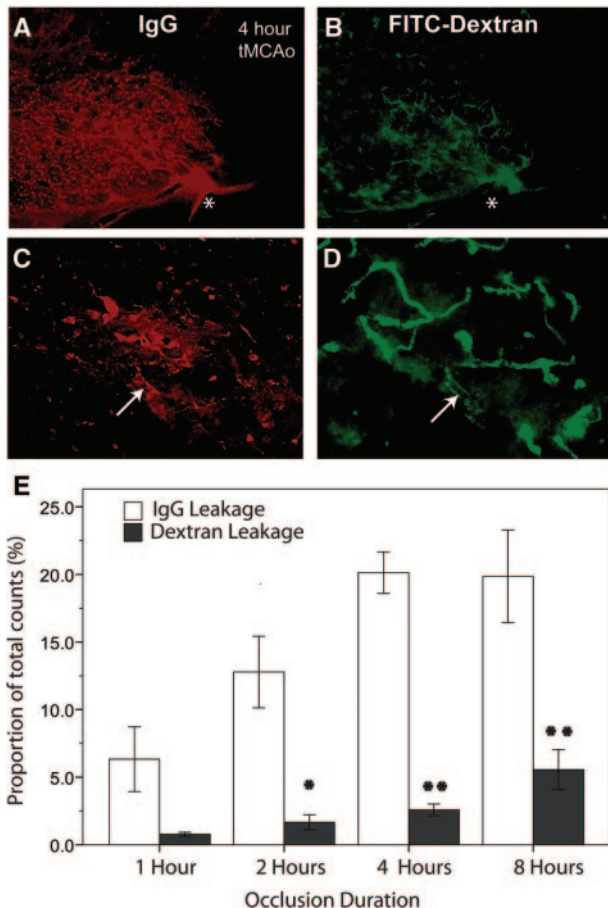 A IgG 4 hour
tMCAo
B FITC-Dextran
*
*
C
D
E
IgG Leakage
Dextran Leakage
Proportion of total counts (%)
25.0
20.0
15.0
10.0
5.0
0.0
*
**
**
1 Hour 2 Hours 4 Hours 8 Hours
Occlusion Duration